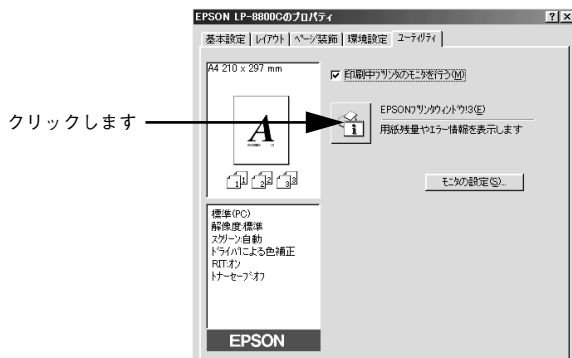 EPSON LP-8800Cのプロパティ
基本設定 レイアウト ページ装飾 環境設定 ユーティリティ
A4 210 x 297 mm
A
1 1 2 2 3 3
印刷中プリンタのモニタを行う(M)
EPSONプリンタウィンドウ!3(E)
用紙残量やエラー情報を表示します
モニタの設定(S)...
クリックします
標準(PC)
解像度:標準
スクリーン:自動
ドライバによる色補正
RIT:オン
トナーセーブ:オフ
EPSON